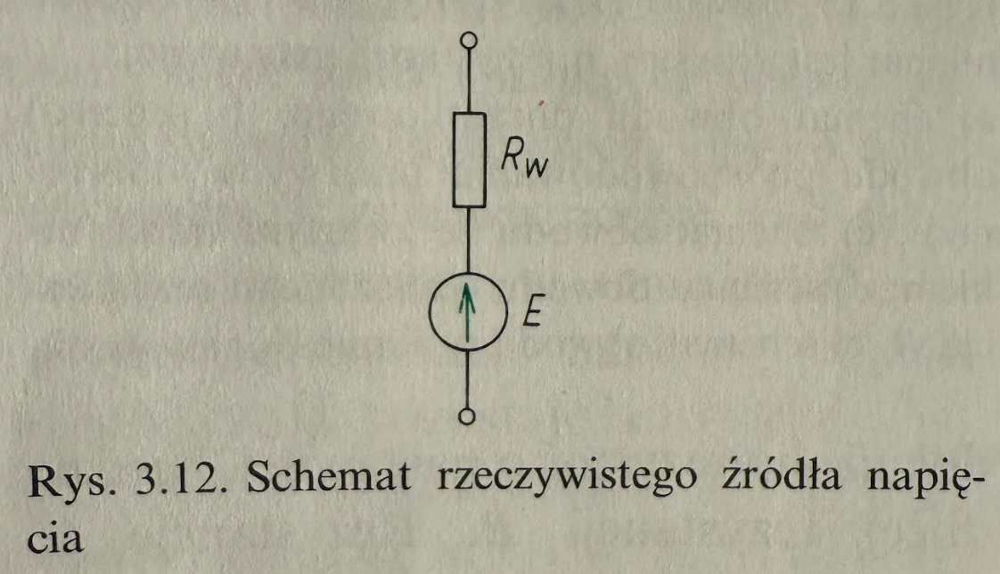 R_W
E
Rys. 3.12. Schemat rzeczywistego źródła napię-
cia